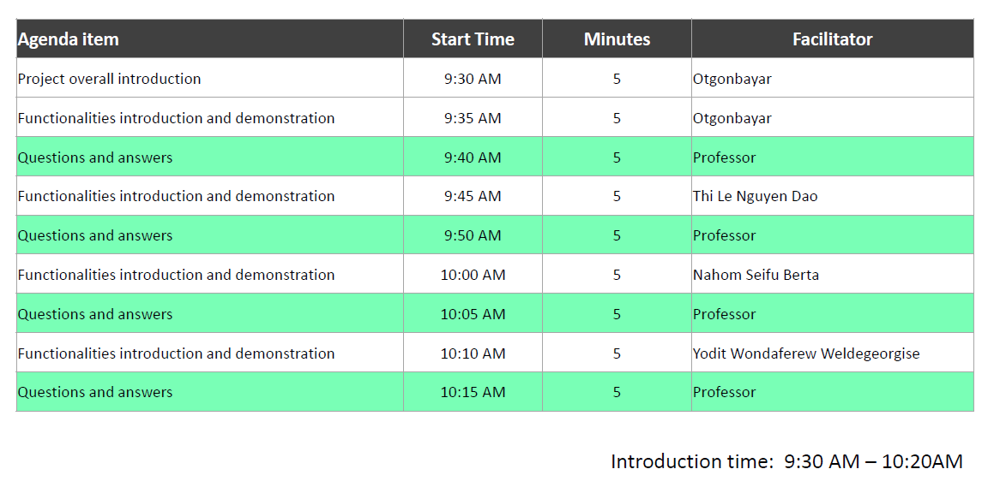 Agenda item Start Time Minutes Facilitator
Project overall introduction 9:30 AM 5 Otgonbayar
Functionalities introduction and demonstration 9:35 AM 5 Otgonbayar
Questions and answers 9:40 AM 5 Professor
Functionalities introduction and demonstration 9:45 AM 5 Thi Le Nguyen Dao
Questions and answers 9:50 AM 5 Professor
Functionalities introduction and demonstration 10:00 AM 5 Nahom Seifu Berta
Questions and answers 10:05 AM 5 Professor
Functionalities introduction and demonstration 10:10 AM 5 Yodit Wondaferew Weldegeorgise
Questions and answers 10:15 AM 5 Professor
Introduction time: 9:30 AM – 10:20AM